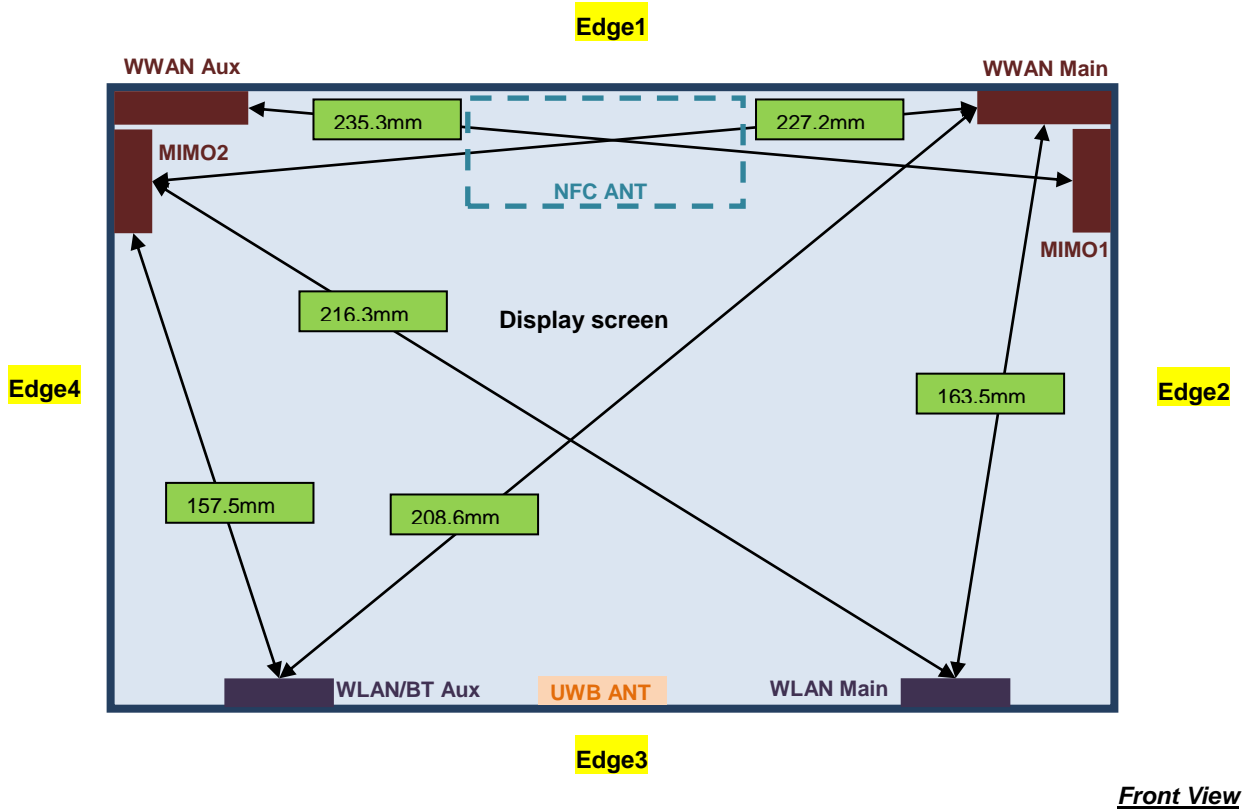 Edge1
WWAN Aux
WWAN Main
235.3mm
227.2mm
MIMO2
NFC ANT
MIMO1
216.3mm
Display screen
Edge4
Edge2
163.5mm
157.5mm
208.6mm
WLAN/BT Aux
UWB ANT
WLAN Main
Edge3
Front View